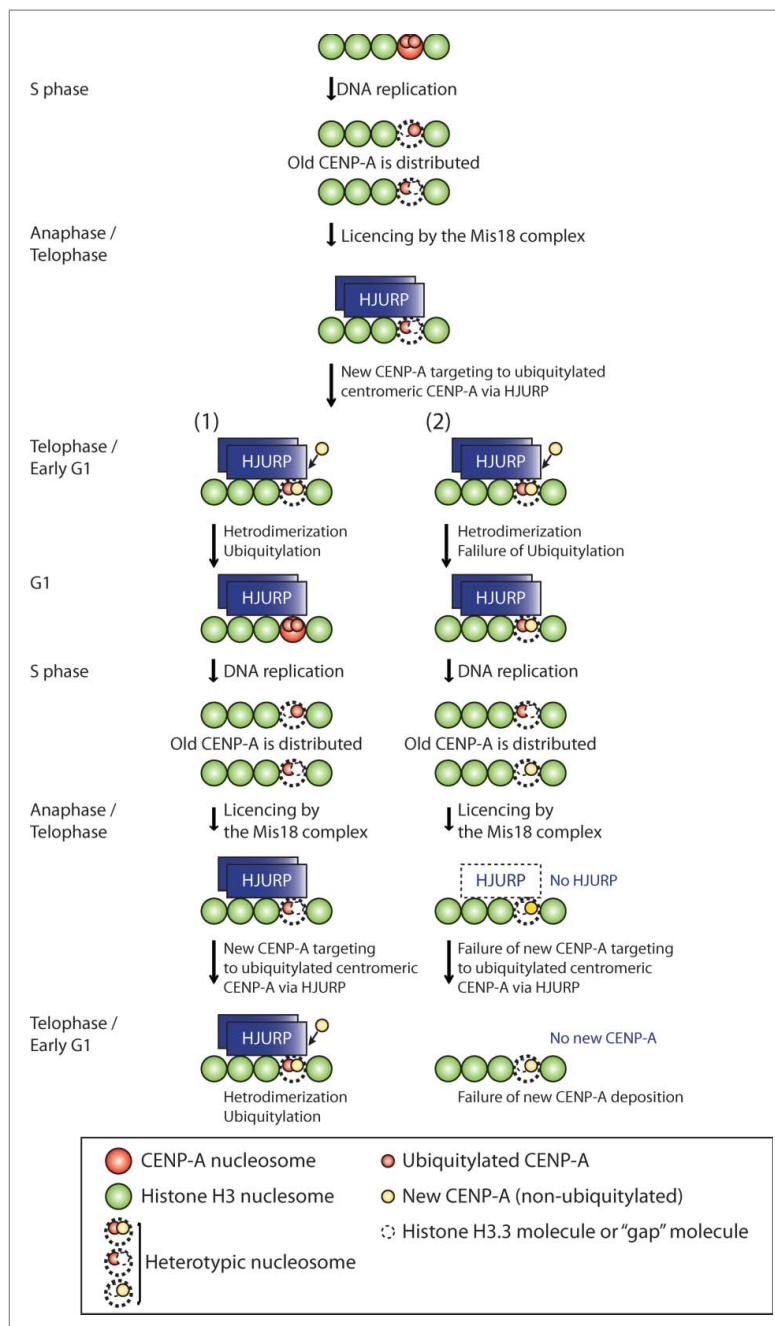 S phase
DNA replication
Old CENP-A is distributed
Anaphase /
Telophase
Licencing by the Mis18 complex
HJURP
New CENP-A targeting to ubiquitylated
centromeric CENP-A via HJURP
Telophase /
Early G1
(1)
(2)
HJURP
HJURP
Hetrodimerization
Ubiquitylation
Hetrodimerization
Falilure of Ubiquitylation
G1
HJURP
HJURP
S phase
DNA replication
DNA replication
Old CENP-A is distributed
Old CENP-A is distributed
Anaphase /
Telophase
Licencing by
the Mis18 complex
Licencing by
the Mis18 complex
HJURP
HJURP
No HJURP
New CENP-A targeting
to ubiquitylated centromeric
CENP-A via HJURP
Failure of new CENP-A targeting
to ubiquitylated centromeric
CENP-A via HJURP
Telophase /
Early G1
HJURP
No new CENP-A
Hetrodimerization
Ubiquitylation
Failure of new CENP-A deposition
CENP-A nucleosome
Ubiquitylated CENP-A
Histone H3 nuclesome
New CENP-A (non-ubiquitylated)
Heterotypic nucleosome
Histone H3.3 molecule or “gap” molecule